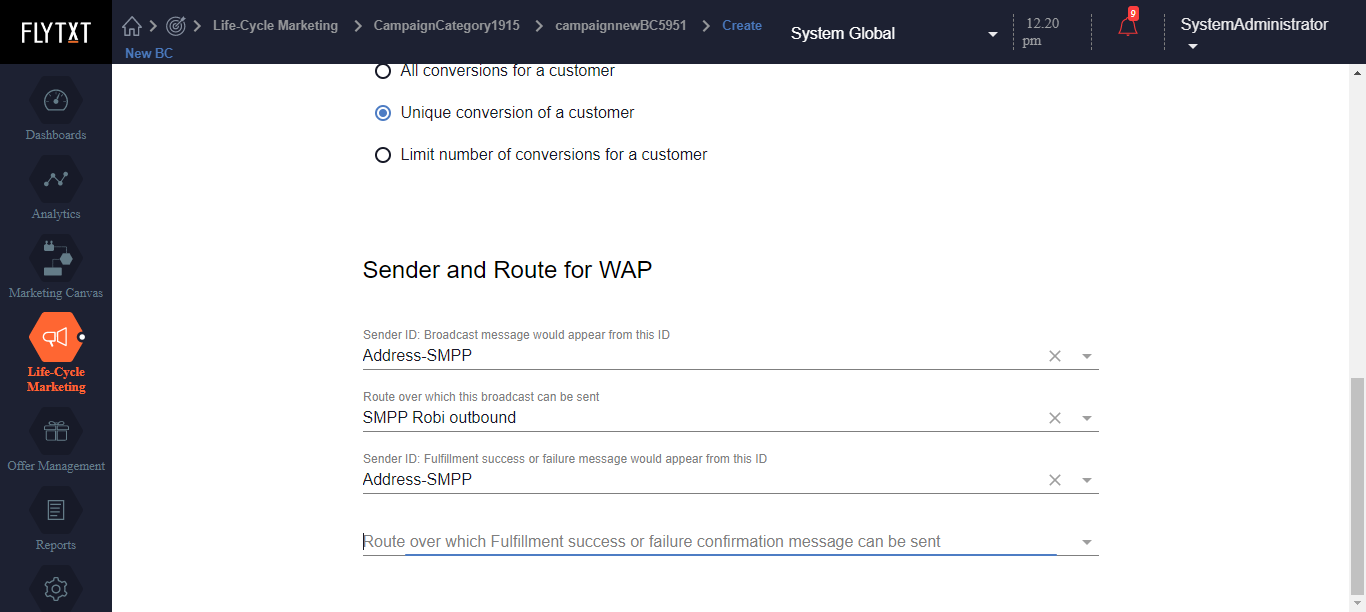 FLYTXT
Life-Cycle Marketing
CampaignCategory1915
campaignnewBC5951
Create
New BC
System Global
12.20
pm
9
SystemAdministrator
Dashboards
Analytics
Marketing Canvas
Life-Cycle
Marketing
Offer Management
Reports
All conversions for a customer
Unique conversion of a customer
Limit number of conversions for a customer
Sender and Route for WAP
Sender ID: Broadcast message would appear from this ID
Address-SMPP
Route over which this broadcast can be sent
SMPP Robi outbound
Sender ID: Fulfillment success or failure message would appear from this ID
Address-SMPP
Route over which Fulfillment success or failure confirmation message can be sent